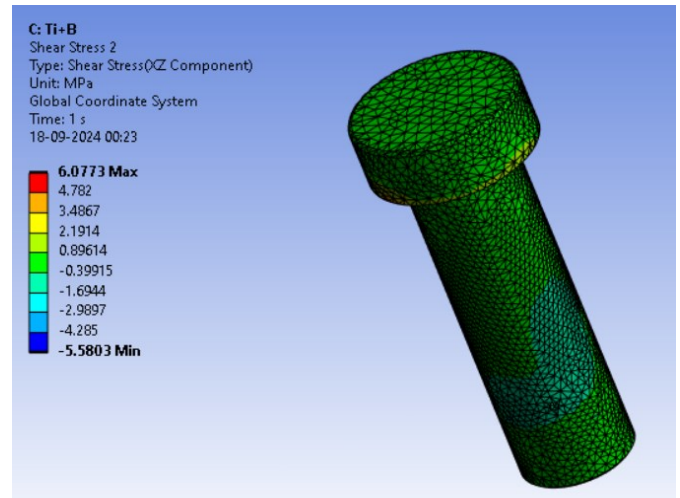 C: Ti+B
Shear Stress 2
Type: Shear Stress(XZ Component)
Unit: MPa
Global Coordinate System
Time: 1 s
18-09-2024 00:23
6.0773 Max
4.782
3.4867
2.1914
0.89614
-0.39915
-1.6944
-2.9897
-4.285
-5.5803 Min